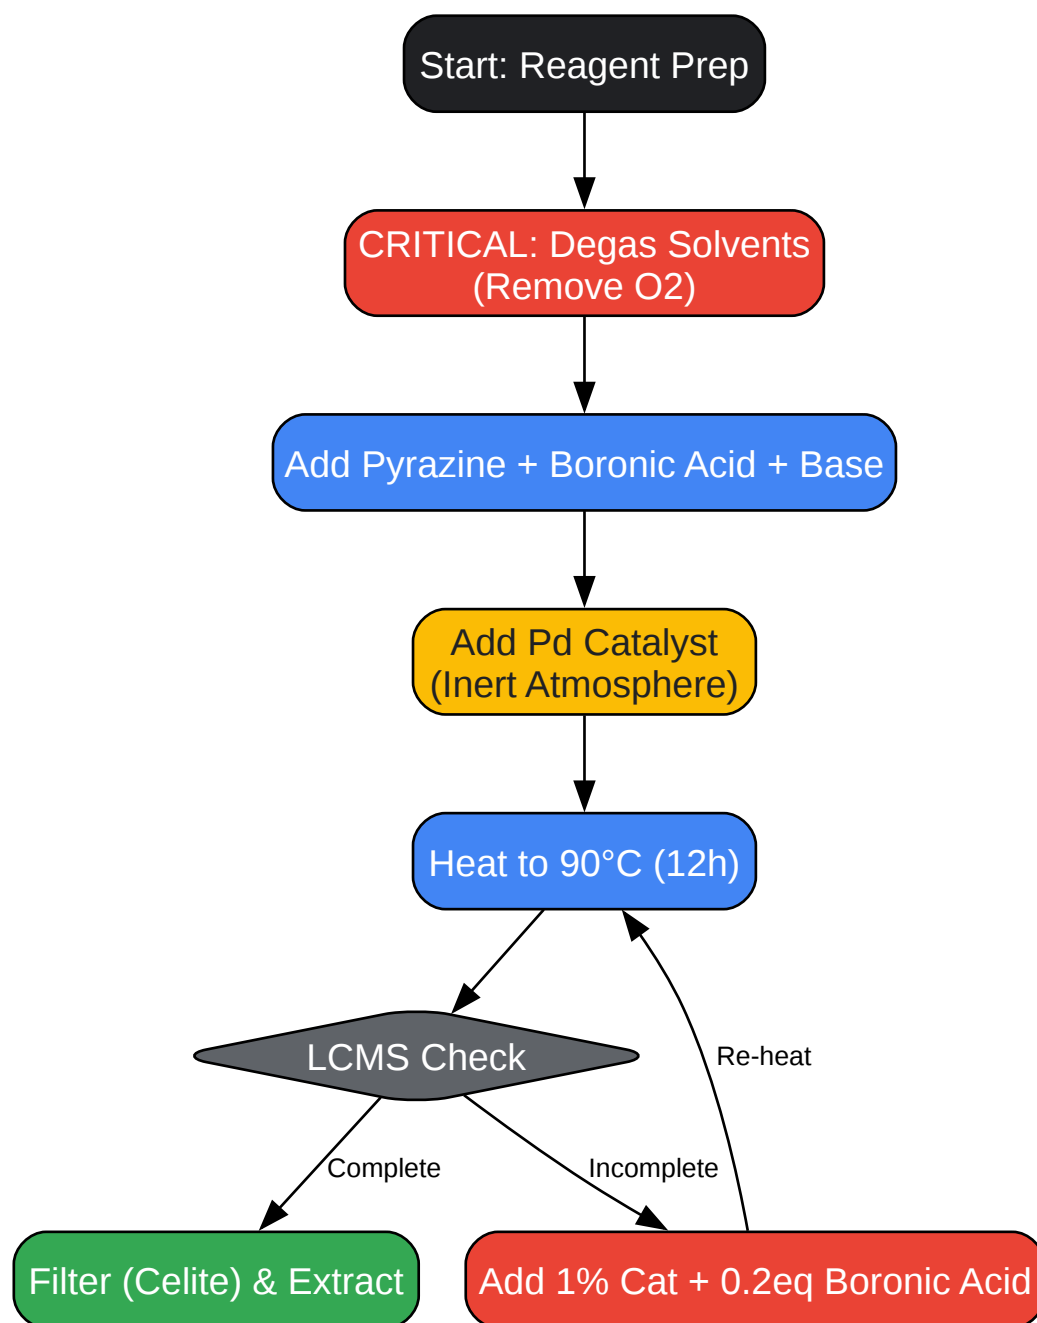 Start: Reagent Prep
CRITICAL: Degas Solvents
(Remove O2)
Add Pyrazine + Boronic Acid + Base
Add Pd Catalyst
(Inert Atmosphere)
Heat to 90°C (12h)
LCMS Check
Re-heat
Complete
Incomplete
Filter (Celite) & Extract
Add 1% Cat + 0.2eq Boronic Acid